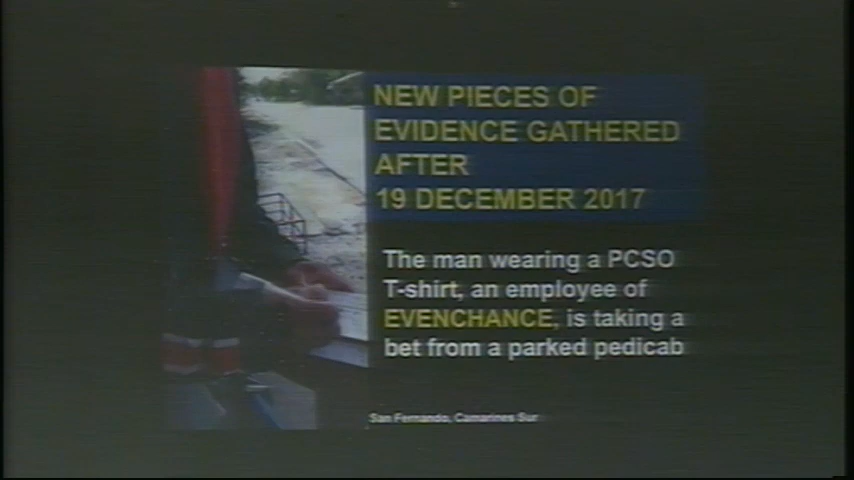 NEW PIECES OF
EVIDENCE GATHERED
AFTER
19 DECEMBER 2017
The man wearing a PCSO
T-shirt, an employee of
EVENCHANCE, is taking a
bet from a parked pedicab
San Fernando, Camarines Sur